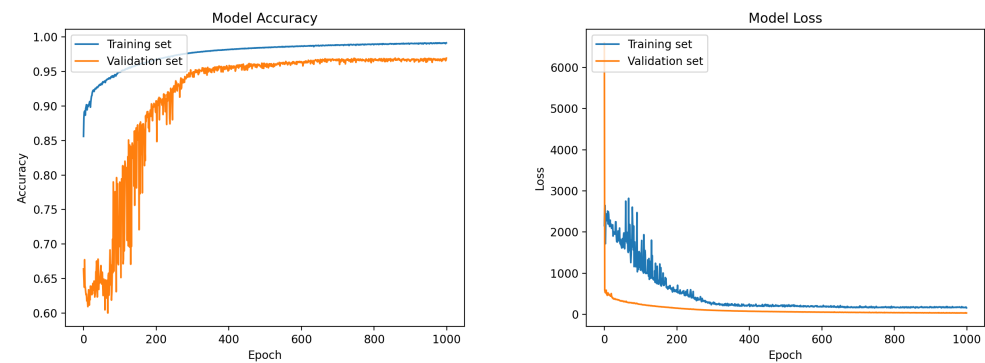 Model Accuracy
1.00
0.95
0.90
0.85
0.80
0.75
0.70
0.65
0.60
Accuracy
Training set
Validation set
0
200
400
600
800
1000
Epoch
Model Loss
6000
5000
4000
3000
2000
1000
0
Loss
Training set
Validation set
0
200
400
600
800
1000
Epoch